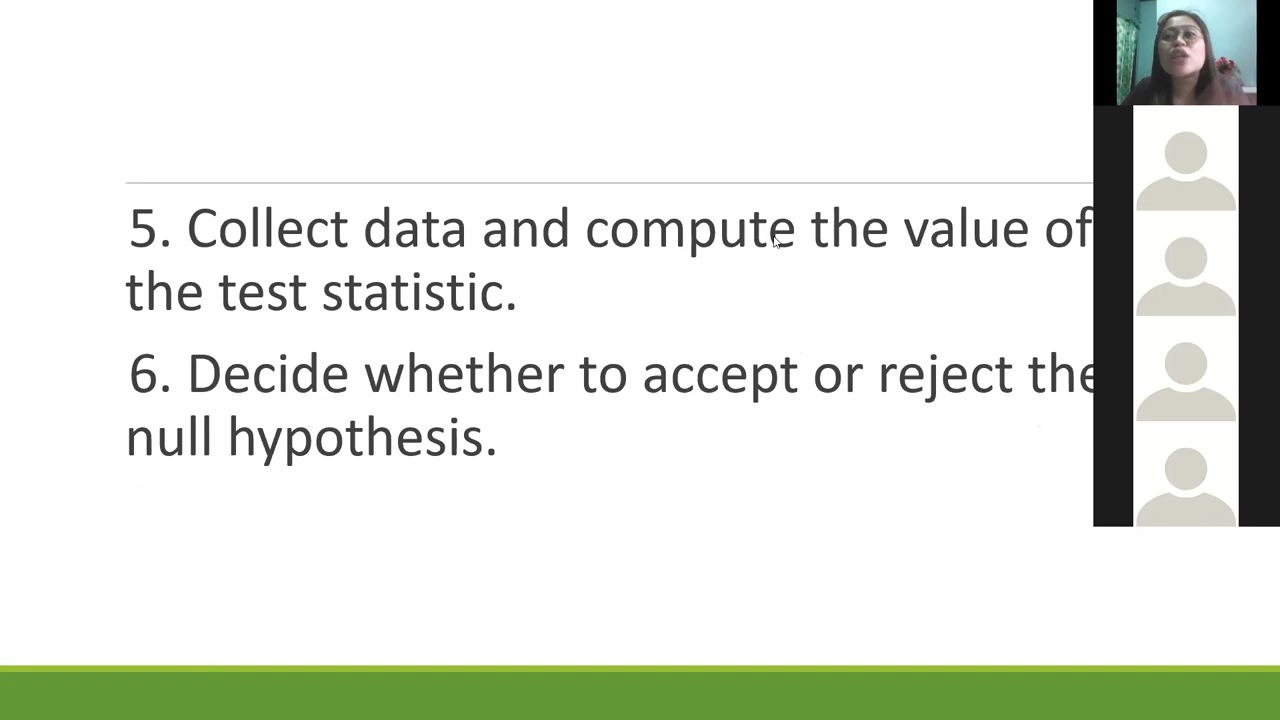 5. Collect data and compute the value of
the test statistic.
6. Decide whether to accept or reject the
null hypothesis.